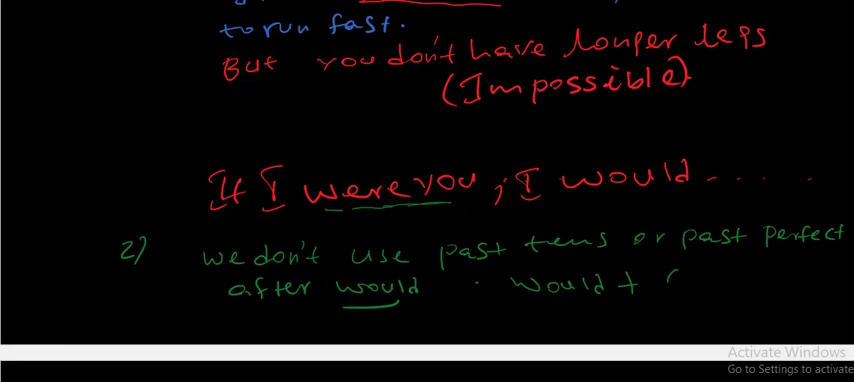 to run fast.
But you don't have longer legs
(Impossible)
If I were you, I would.....
2) we don't use past tens or past perfect
after would. would + (
Activate Windows
Go to Settings to activate